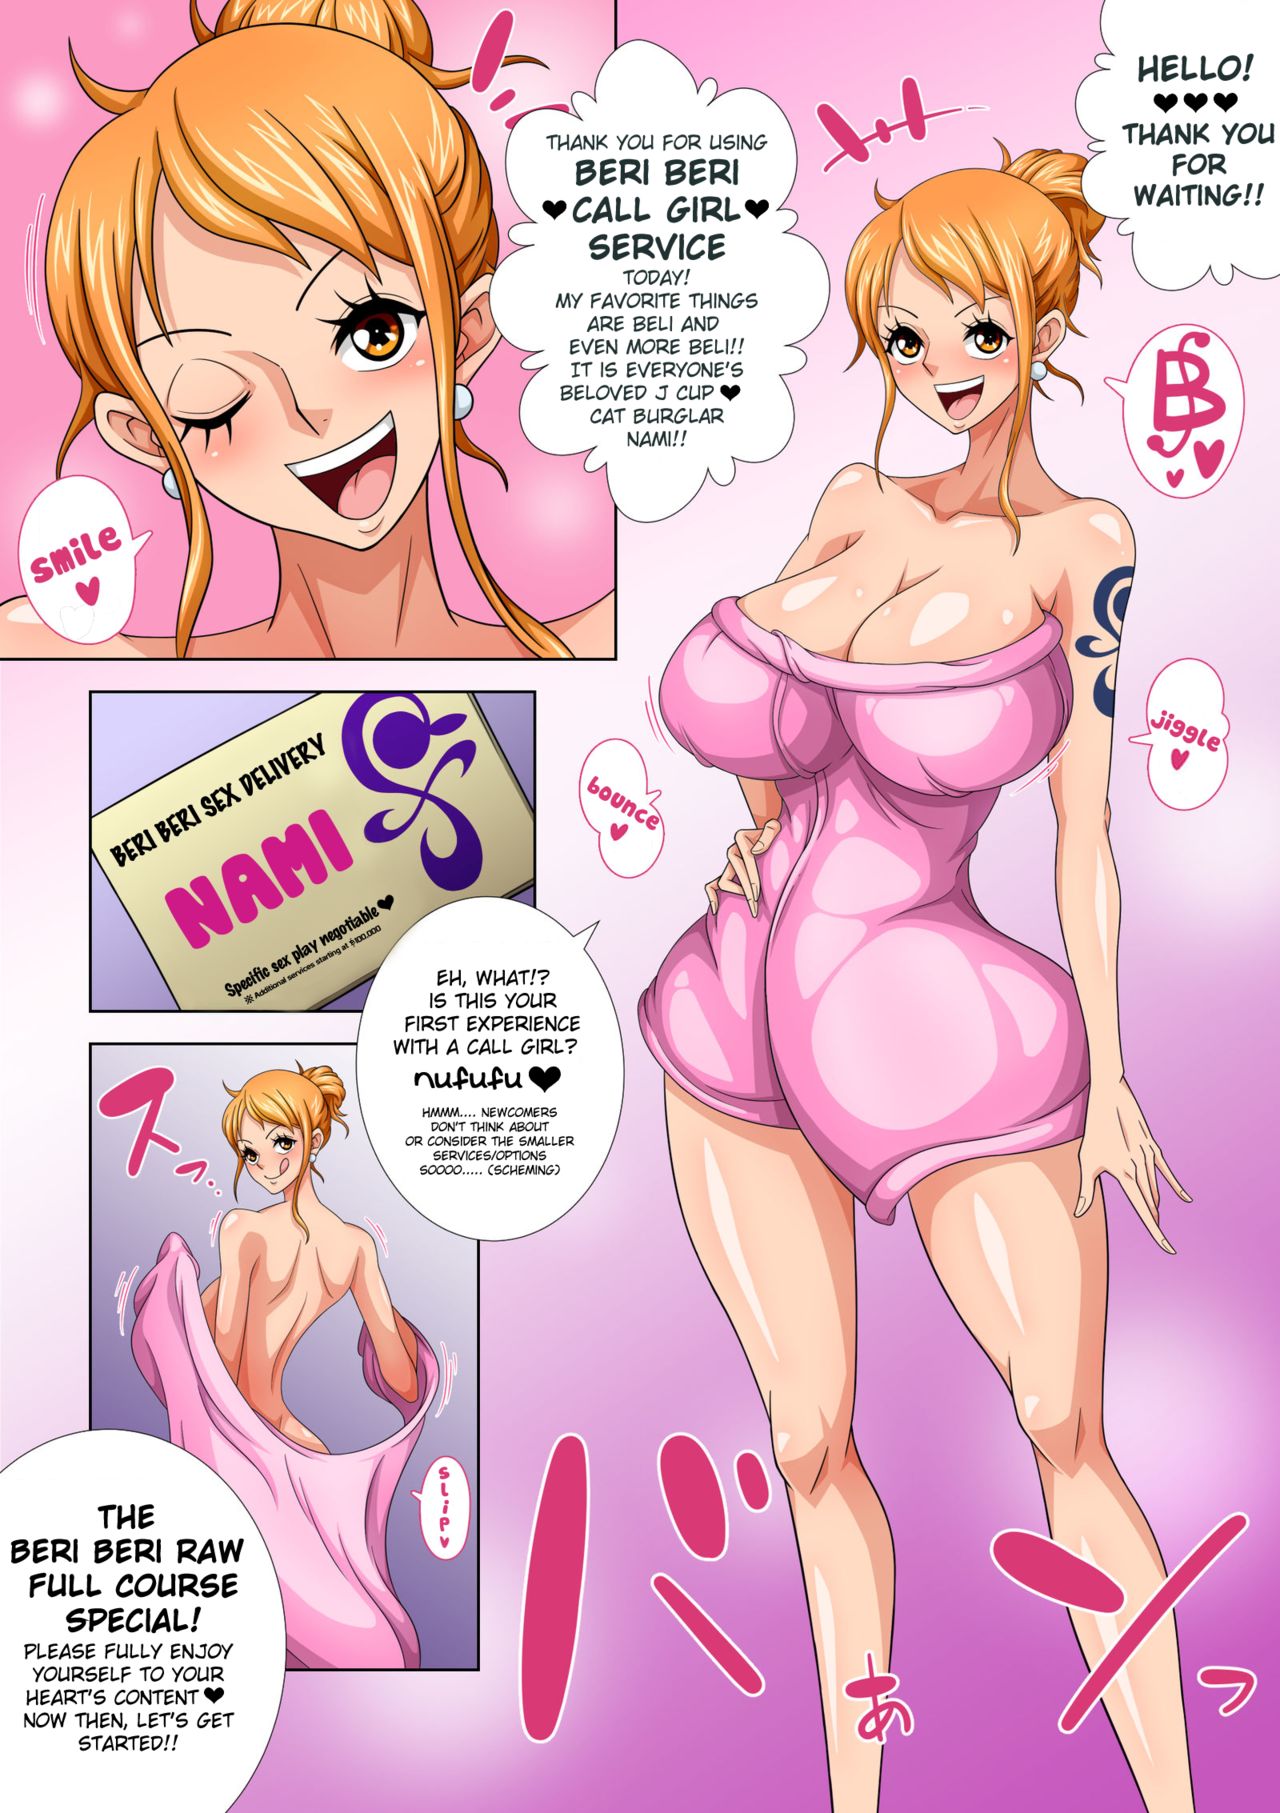 HELLO!
♥♥♥
THANK YOU
FOR
WAITING!!
THANK YOU FOR USING
BERI BERI
♥CALL GIRL♥
SERVICE
TODAY!
MY FAVORITE THINGS
ARE BELI AND
EVEN MORE BELI!!
IT IS EVERYONE'S
BELOVED J CUP ♥
CAT BURGLAR
NAMI!!
B
smile
jiggle
bounce
BERI BERI SEX DELIVERY
NAMI
Specific sex play negotiable♥
EH, WHAT!?
IS THIS YOUR
FIRST EXPERIENCE
WITH A CALL GIRL?
nufufu♥
HMMM.... NEWCOMERS
DON'T THINK ABOUT
OR CONSIDER THE SMALLER
SERVICES/OPTIONS
SOOOO..... (SCHEMING)
スッ..
slip
THE
BERI BERI RAW
FULL COURSE
SPECIAL!
PLEASE FULLY ENJOY
YOURSELF TO YOUR
HEART'S CONTENT ♥
NOW THEN, LET'S GET
STARTED!!
バぁンッ